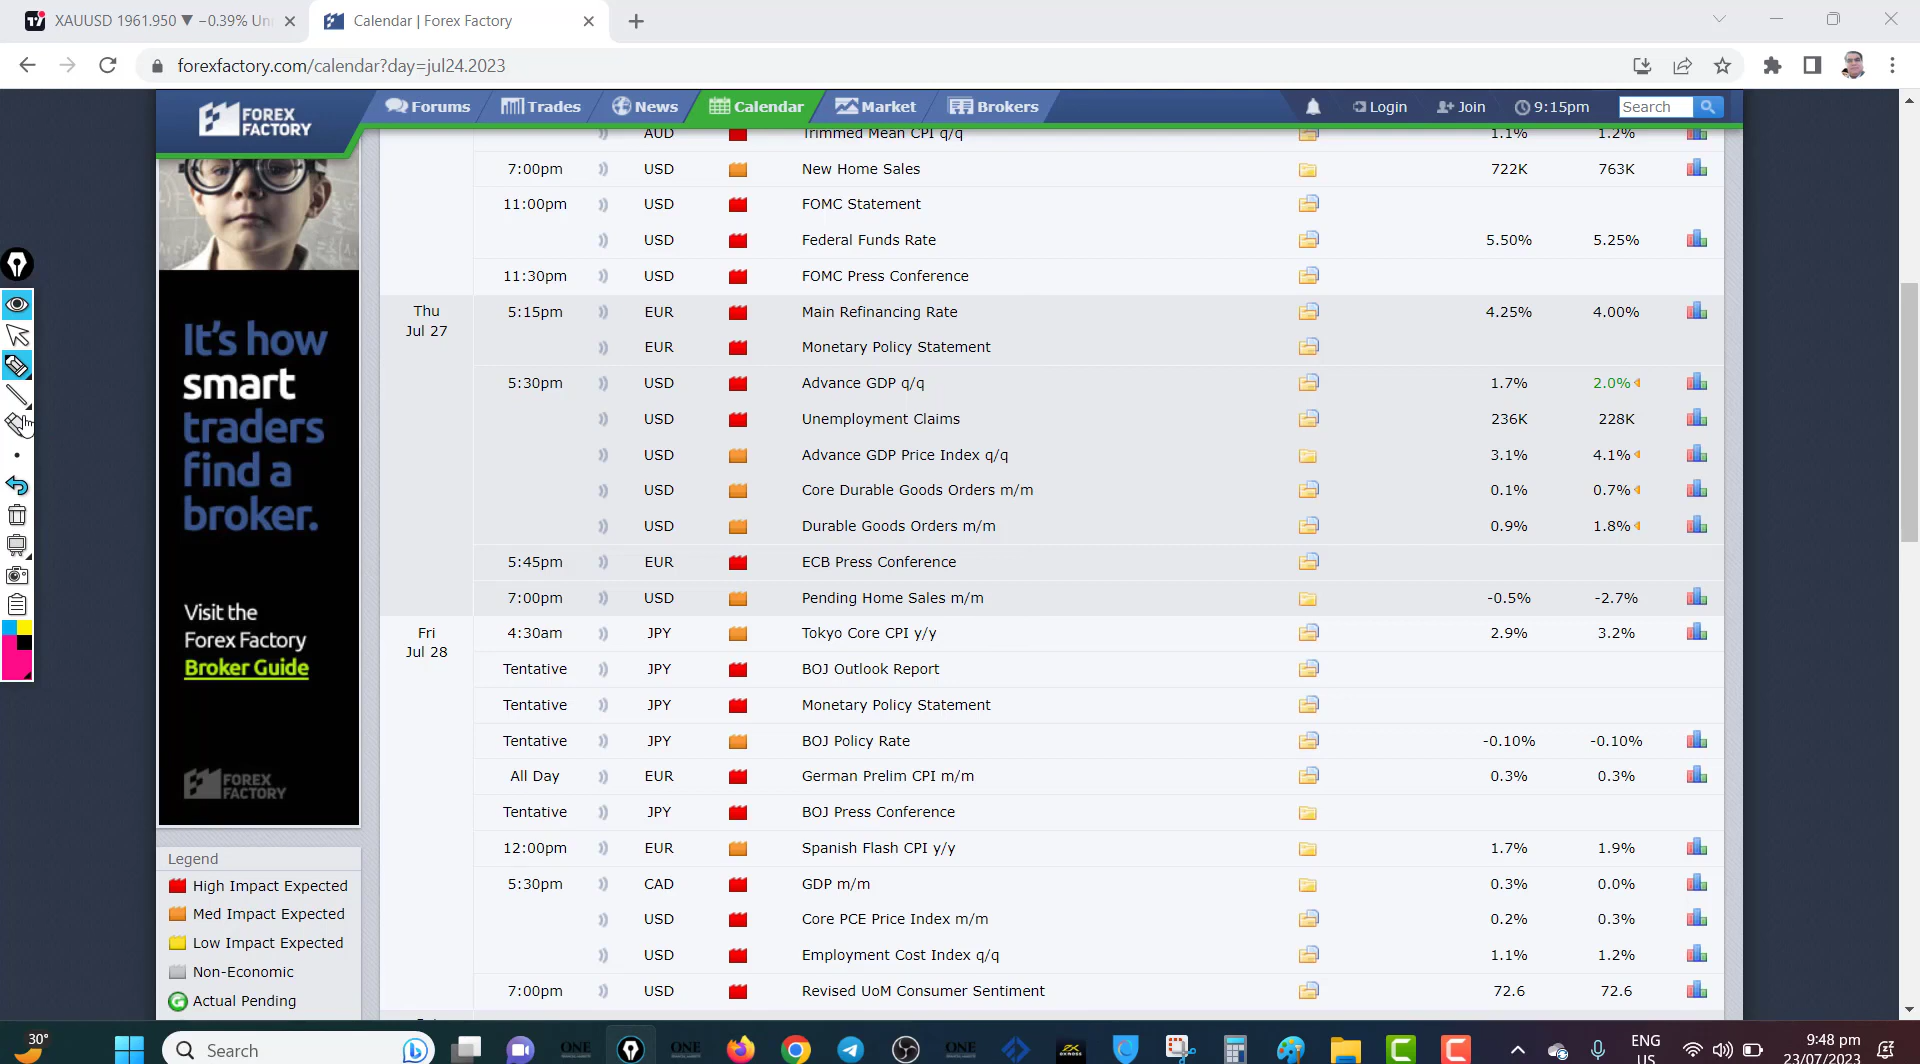 XAUUSD 1961.950 ▼ −0.39% Un
Calendar | Forex Factory
forexfactory.com/calendar?day=jul24.2023
FOREX FACTORY
Forums
Trades
News
Calendar
Market
Brokers
Login
Join
9:15pm
Search
AUD Trimmed Mean CPI q/q 1.1% 1.2%
7:00pm USD New Home Sales 722K 763K
11:00pm USD FOMC Statement
USD Federal Funds Rate 5.50% 5.25%
11:30pm USD FOMC Press Conference
Thu Jul 27
5:15pm EUR Main Refinancing Rate 4.25% 4.00%
EUR Monetary Policy Statement
5:30pm USD Advance GDP q/q 1.7% 2.0%
USD Unemployment Claims 236K 228K
USD Advance GDP Price Index q/q 3.1% 4.1%
USD Core Durable Goods Orders m/m 0.1% 0.7%
USD Durable Goods Orders m/m 0.9% 1.8%
5:45pm EUR ECB Press Conference
7:00pm USD Pending Home Sales m/m -0.5% -2.7%
Fri Jul 28
4:30am JPY Tokyo Core CPI y/y 2.9% 3.2%
Tentative JPY BOJ Outlook Report
Tentative JPY Monetary Policy Statement
Tentative JPY BOJ Policy Rate -0.10% -0.10%
All Day EUR German Prelim CPI m/m 0.3% 0.3%
Tentative JPY BOJ Press Conference
12:00pm EUR Spanish Flash CPI y/y 1.7% 1.9%
5:30pm CAD GDP m/m 0.3% 0.0%
USD Core PCE Price Index m/m 0.2% 0.3%
USD Employment Cost Index q/q 1.1% 1.2%
7:00pm USD Revised UoM Consumer Sentiment 72.6 72.6
It's how
smart
traders
find a
broker.
Visit the
Forex Factory
Broker Guide
FOREX
FACTORY
Legend
High Impact Expected
Med Impact Expected
Low Impact Expected
Non-Economic
Actual Pending
30°
Search
ONE
ONE
ONE
ENG
US
9:48 pm
23/07/2023